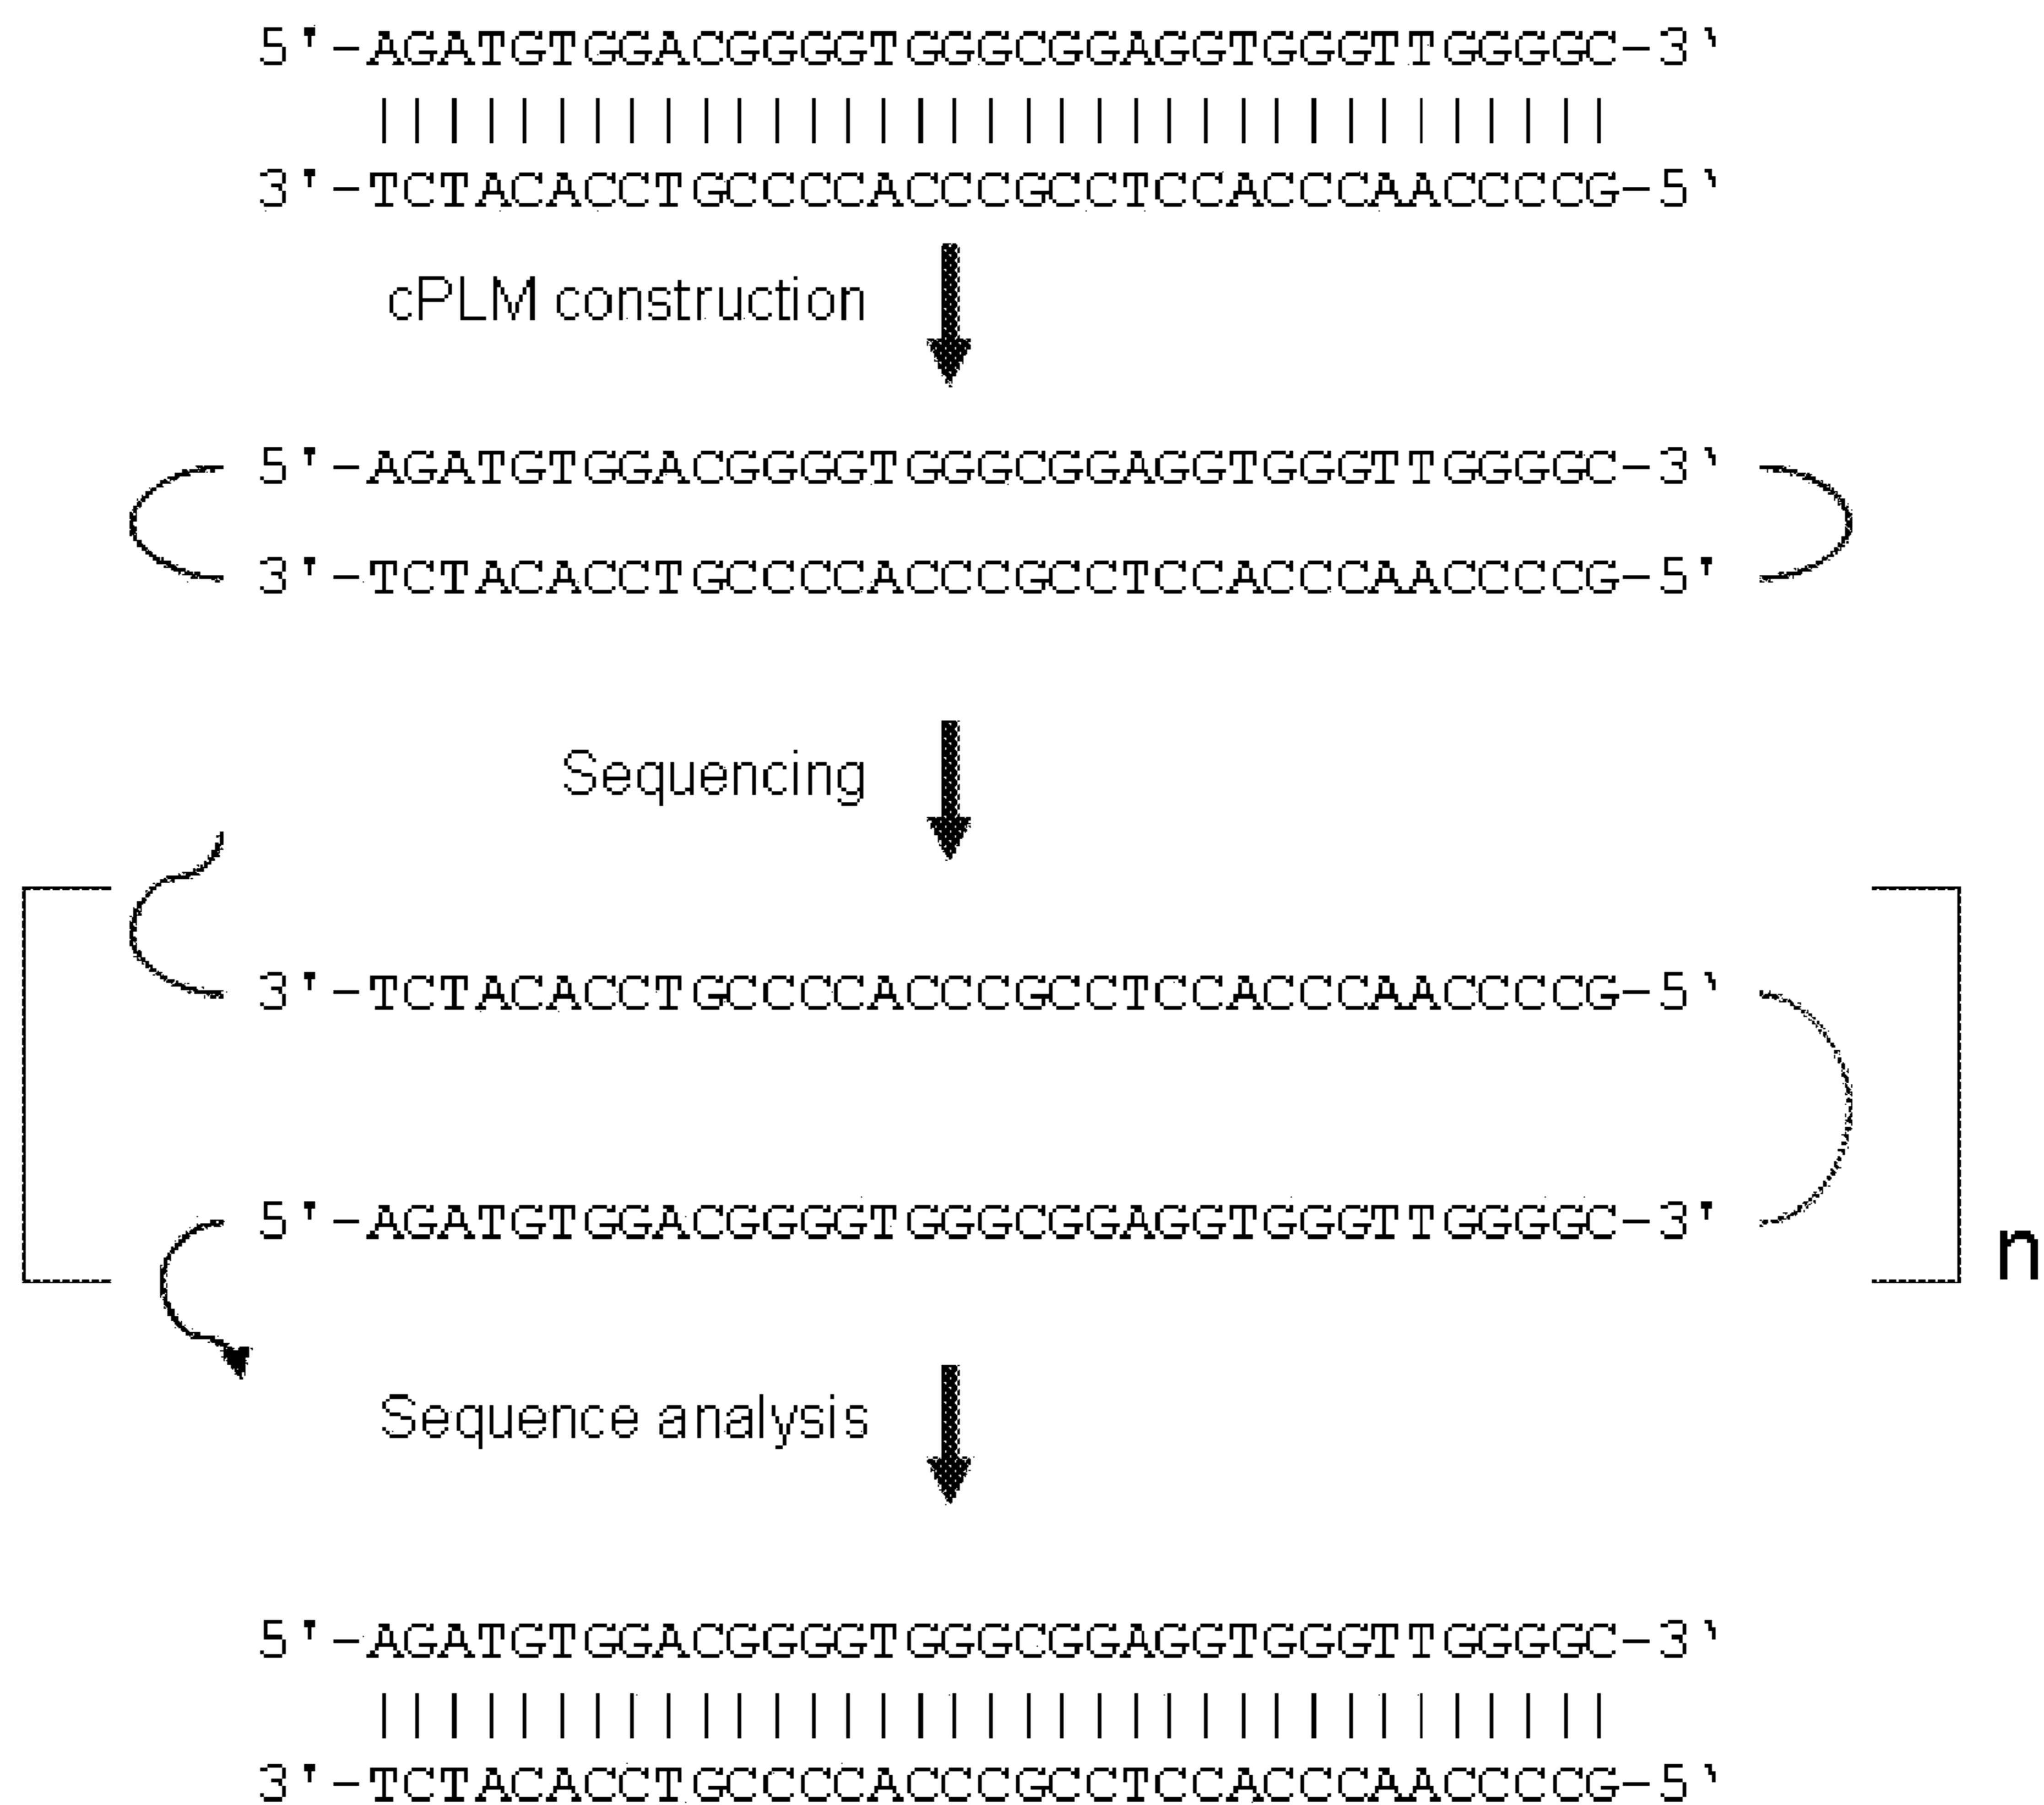 5'-AGATGTGGACGGGGTGGGCGGAGGTGGGTTGGGGC-3'
3'-TCTACACCTGCCCCACCCGCCTCCACCCAACCCCG-5'
cPLM construction
5'-AGATGTGGACGGGGTGGGCGGAGGTGGGTTGGGGC-3'
3'-TCTACACCTGCCCCACCCGCCTCCACCCAACCCCG-5'
Sequencing
3'-TCTACACCTGCCCCACCCGCCTCCACCCAACCCCG-5'
5'-AGATGTGGACGGGGTGGGCGGAGGTGGGTTGGGGC-3'
n
Sequence analysis
5'-AGATGTGGACGGGGTGGGCGGAGGTGGGTTGGGGC-3'
3'-TCTACACCTGCCCCACCCGCCTCCACCCAACCCCG-5'